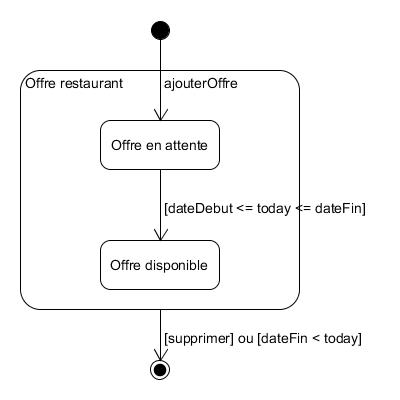 Offre restaurant
ajouterOffre
Offre en attente
[dateDebut <= today <= dateFin]
Offre disponible
[supprimer] ou [dateFin < today]